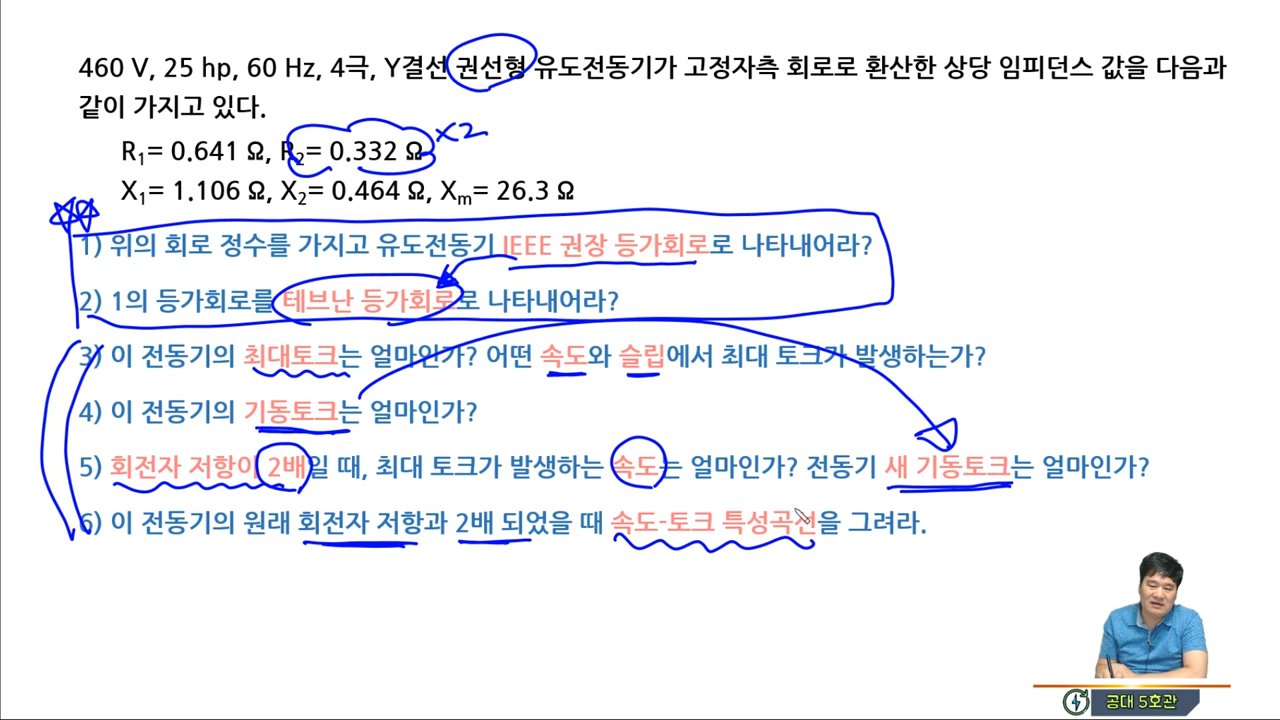 460 V, 25 hp, 60 Hz, 4극, Y결선 권선형 유도전동기가 고정자측 회로로 환산한 상당 임피던스 값을 다음과
같이 가지고 있다.
R₁= 0.641 Ω, R₂= 0.332 Ω ×2
X₁= 1.106 Ω, X₂= 0.464 Ω, Xₘ= 26.3 Ω
1) 위의 회로 정수를 가지고 유도전동기 IEEE 권장 등가회로로 나타내어라?
2) 1의 등가회로를 테브난 등가회로로 나타내어라?
3) 이 전동기의 최대토크는 얼마인가? 어떤 속도와 슬립에서 최대 토크가 발생하는가?
4) 이 전동기의 기동토크는 얼마인가?
5) 회전자 저항이 2배일 때, 최대 토크가 발생하는 속도는 얼마인가? 전동기 새 기동토크는 얼마인가?
6) 이 전동기의 원래 회전자 저항과 2배 되었을 때 속도-토크 특성곡선을 그려라.
공대 5호관